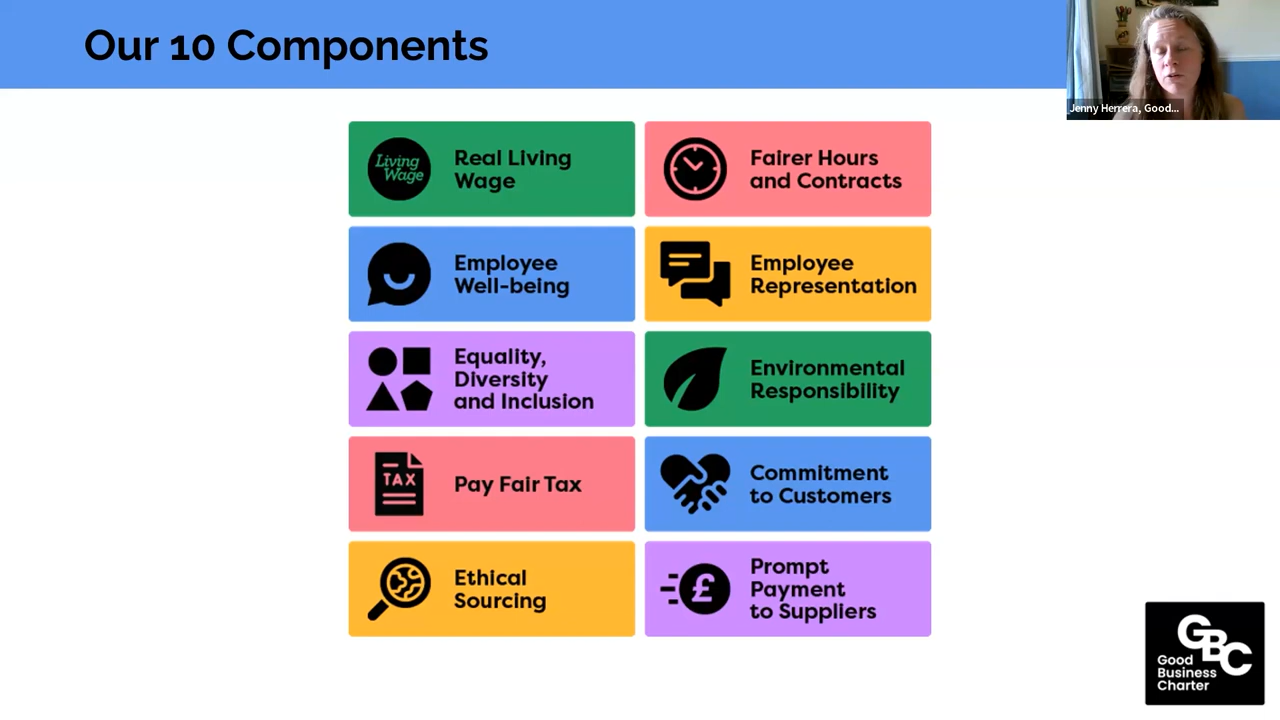 Our 10 Components
Jenny Herrera, Good...
Living
Wage
Real Living
Wage
Fairer Hours
and Contracts
Employee
Well-being
Employee
Representation
Equality,
Diversity
and Inclusion
Environmental
Responsibility
TAX
Pay Fair Tax
Commitment
to Customers
Ethical
Sourcing
£
Prompt
Payment
to Suppliers
GBC
Good
Business
Charter